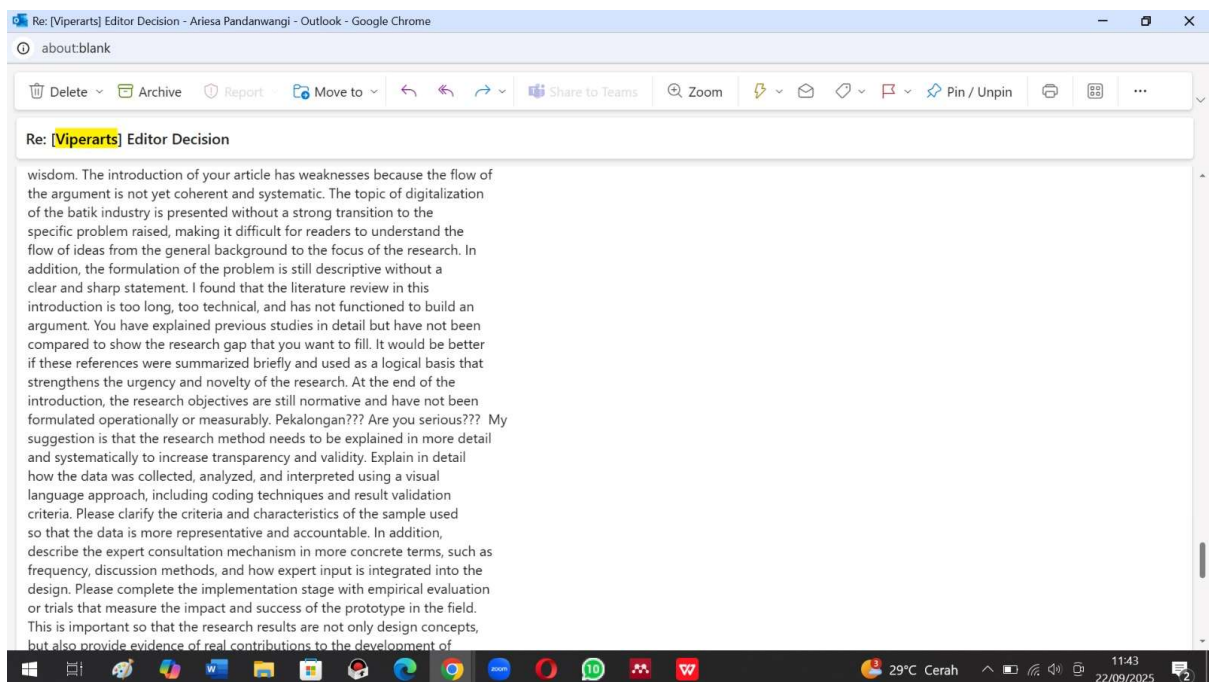 Re: [Viperarts] Editor Decision - Ariesa Pandanwangi - Outlook - Google Chrome
about:blank
Delete Archive Report Move to Share to Teams Zoom Pin / Unpin
Re: [Viperarts] Editor Decision
wisdom. The introduction of your article has weaknesses because the flow of
the argument is not yet coherent and systematic. The topic of digitalization
of the batik industry is presented without a strong transition to the
specific problem raised, making it difficult for readers to understand the
flow of ideas from the general background to the focus of the research. In
addition, the formulation of the problem is still descriptive without a
clear and sharp statement. I found that the literature review in this
introduction is too long, too technical, and has not functioned to build an
argument. You have explained previous studies in detail but have not been
compared to show the research gap that you want to fill. It would be better
if these references were summarized briefly and used as a logical basis that
strengthens the urgency and novelty of the research. At the end of the
introduction, the research objectives are still normative and have not been
formulated operationally or measurably. Pekalongan??? Are you serious??? My
suggestion is that the research method needs to be explained in more detail
and systematically to increase transparency and validity. Explain in detail
how the data was collected, analyzed, and interpreted using a visual
language approach, including coding techniques and result validation
criteria. Please clarify the criteria and characteristics of the sample used
so that the data is more representative and accountable. In addition,
describe the expert consultation mechanism in more concrete terms, such as
frequency, discussion methods, and how expert input is integrated into the
design. Please complete the implementation stage with empirical evaluation
or trials that measure the impact and success of the prototype in the field.
This is important so that the research results are not only design concepts,
but also provide evidence of real contributions to the development of
29°C Cerah
11:43
22/09/2025